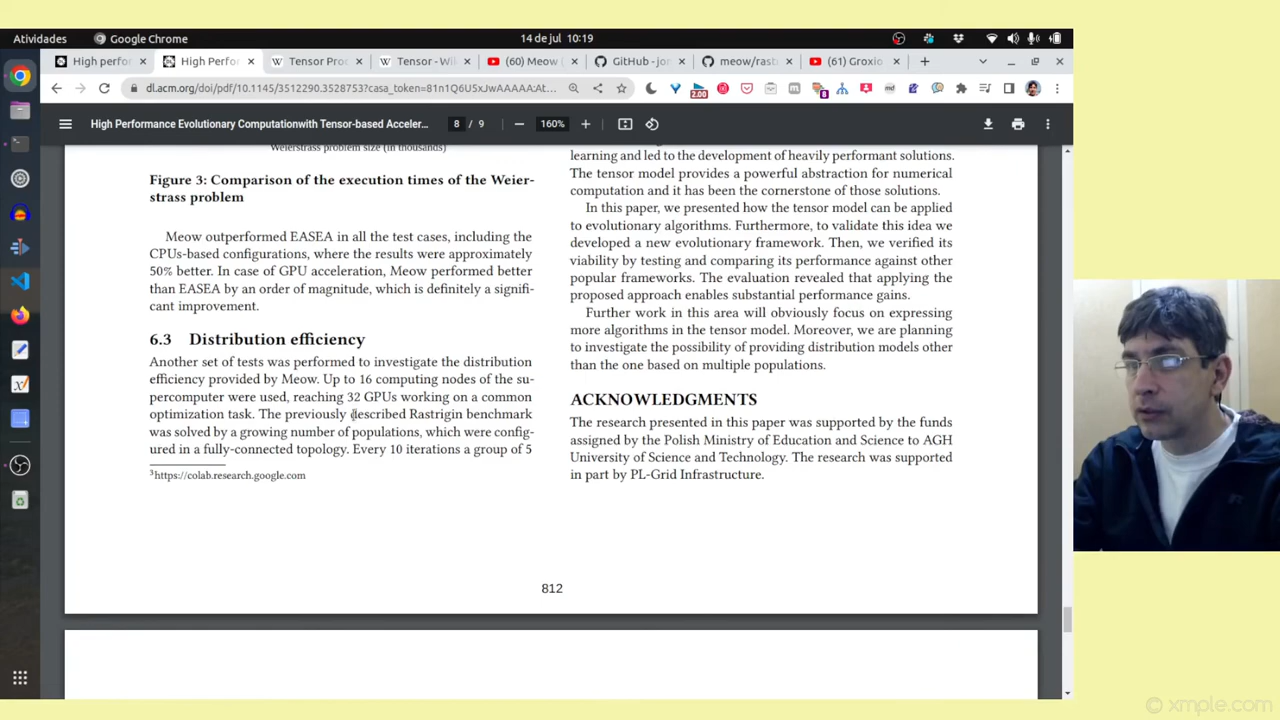 Atividades
Google Chrome
14 de jul 10:19
High perfor
High Perfor
Tensor Proc
Tensor - Wik
(60) Meow [
GitHub - jon
meow/rast
(61) Groxio
dl.acm.org/doi/pdf/10.1145/3512290.3528753?casa_token=81n1Q6U5xJwAAAAA:At...
2.00
8
md
High Performance Evolutionary Computationwith Tensor-based Acceler...
8 / 9
160%
Weierstrass problem size (in thousands)
Figure 3: Comparison of the execution times of the Weier-
strass problem
Meow outperformed EASEA in all the test cases, including the
CPUs-based configurations, where the results were approximately
50% better. In case of GPU acceleration, Meow performed better
than EASEA by an order of magnitude, which is definitely a signifi-
cant improvement.
6.3 Distribution efficiency
Another set of tests was performed to investigate the distribution
efficiency provided by Meow. Up to 16 computing nodes of the su-
percomputer were used, reaching 32 GPUs working on a common
optimization task. The previously described Rastrigin benchmark
was solved by a growing number of populations, which were config-
ured in a fully-connected topology. Every 10 iterations a group of 5
3https://colab.research.google.com
learning and led to the development of heavily performant solutions.
The tensor model provides a powerful abstraction for numerical
computation and it has been the cornerstone of those solutions.
In this paper, we presented how the tensor model can be applied
to evolutionary algorithms. Furthermore, to validate this idea we
developed a new evolutionary framework. Then, we verified its
viability by testing and comparing its performance against other
popular frameworks. The evaluation revealed that applying the
proposed approach enables substantial performance gains.
Further work in this area will obviously focus on expressing
more algorithms in the tensor model. Moreover, we are planning
to investigate the possibility of providing distribution models other
than the one based on multiple populations.
ACKNOWLEDGMENTS
The research presented in this paper was supported by the funds
assigned by the Polish Ministry of Education and Science to AGH
University of Science and Technology. The research was supported
in part by PL-Grid Infrastructure.
812
© xmple.com